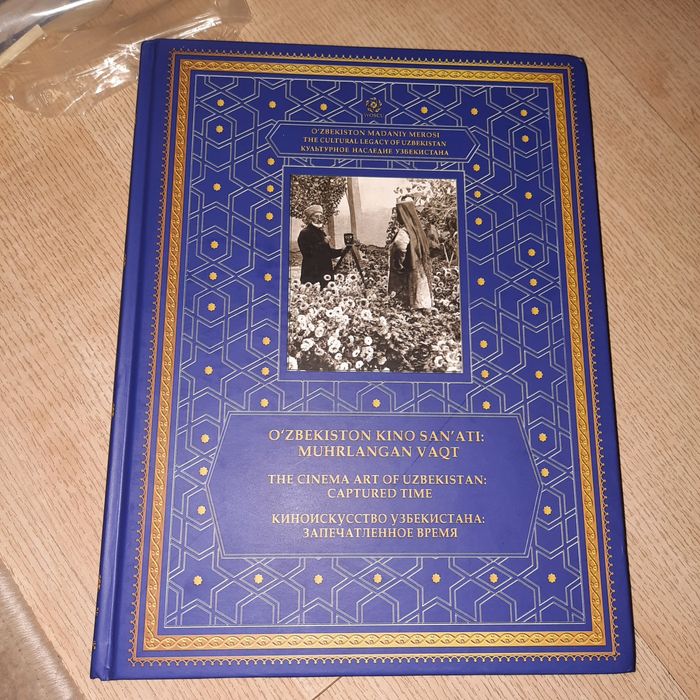 WOSCU
O‘ZBEKISTON MADANIY MEROSI
THE CULTURAL LEGACY OF UZBEKISTAN
КУЛЬТУРНОЕ НАСЛЕДИЕ УЗБЕКИСТАНА
O‘ZBEKISTON KINO SAN’ATI:
MUHRLANGAN VAQT
THE CINEMA ART OF UZBEKISTAN:
CAPTURED TIME
КИНОИСКУССТВО УЗБЕКИСТАНА:
ЗАПЕЧАТЛЕННОЕ ВРЕМЯ